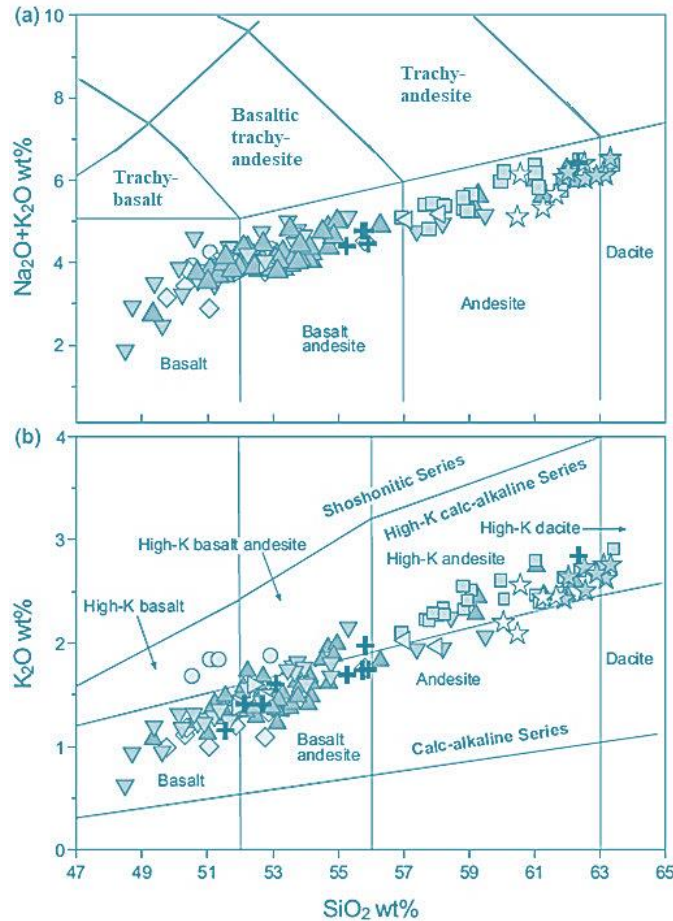 (a)
10
8
6
4
2
Na₂O+K₂O wt%
Trachy-
andesite
Basaltic
trachy-
andesite
Trachy-
basalt
Dacite
Andesite
Basalt
andesite
Basalt
(b)
4
3
2
1
0
K₂O wt%
Shoshonitic Series
High-K calc-alkaline Series
High-K basalt andesite
High-K dacite
High-K andesite
High-K basalt
Andesite
Dacite
Basalt
andesite
Basalt
Calc-alkaline Series
47 49 51 53 55 57 59 61 63 65
SiO₂ wt%